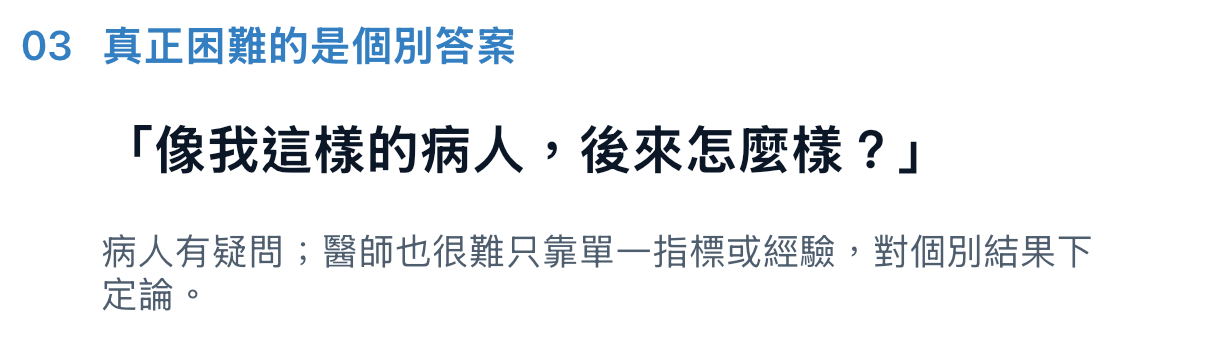 03 真正困難的是個別答案
「像我這樣的病人，後來怎麼樣？」
病人有疑問；醫師也很難只靠單一指標或經驗，對個別結果下
定論。